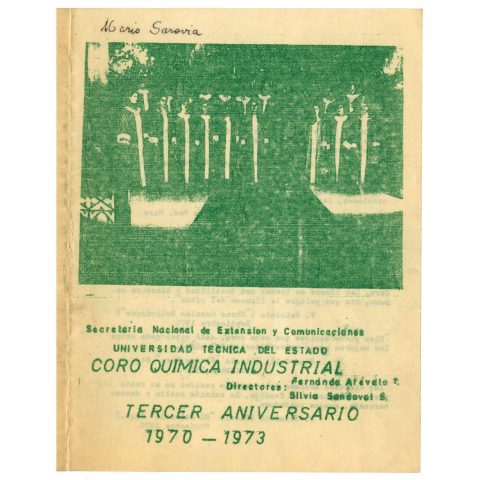 Mario Saravia
Secretaria Nacional de Extension y Comunicaciones
UNIVERSIDAD TECNICA DEL ESTADO
CORO QUIMICA INDUSTRIAL
Directores: Fernando Arévalo T.
Silvia Sandoval S.
TERCER ANIVERSARIO
1970 - 1973